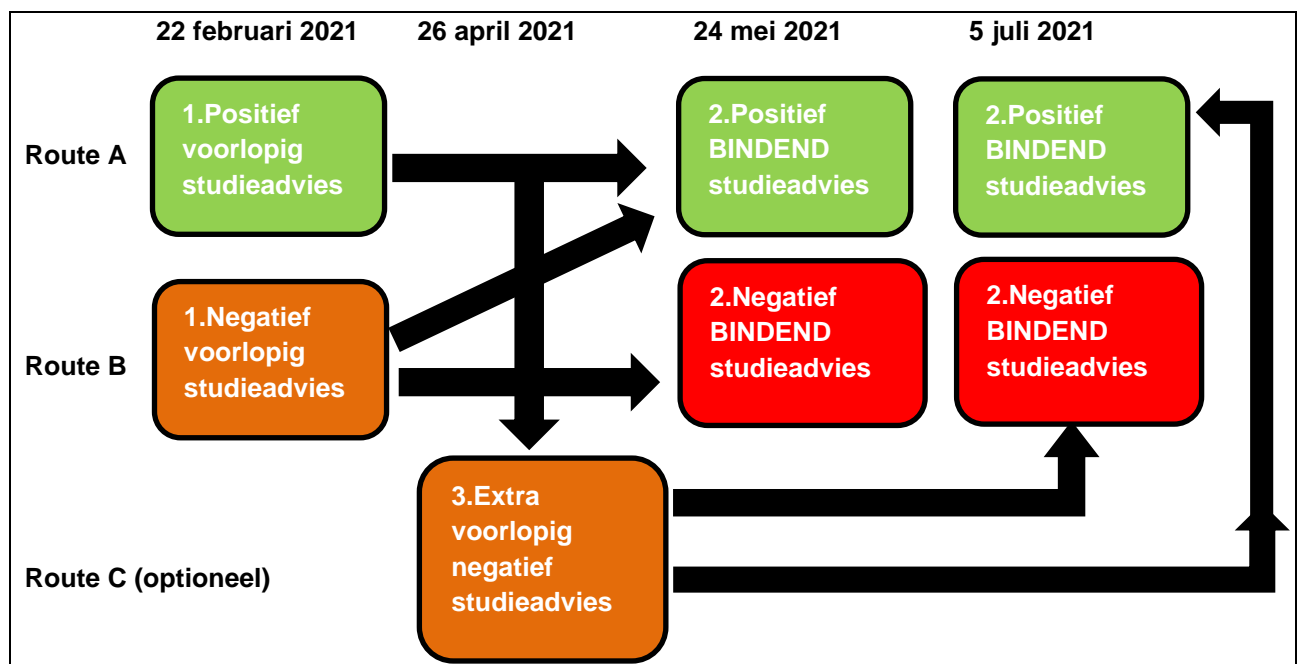 22 februari 2021 26 april 2021 24 mei 2021 5 juli 2021
Route A
1.Positief
voorlopig
studieadvies
2.Positief
BINDEND
studieadvies
2.Positief
BINDEND
studieadvies
Route B
1.Negatief
voorlopig
studieadvies
2.Negatief
BINDEND
studieadvies
2.Negatief
BINDEND
studieadvies
Route C (optioneel)
3.Extra
voorlopig
negatief
studieadvies